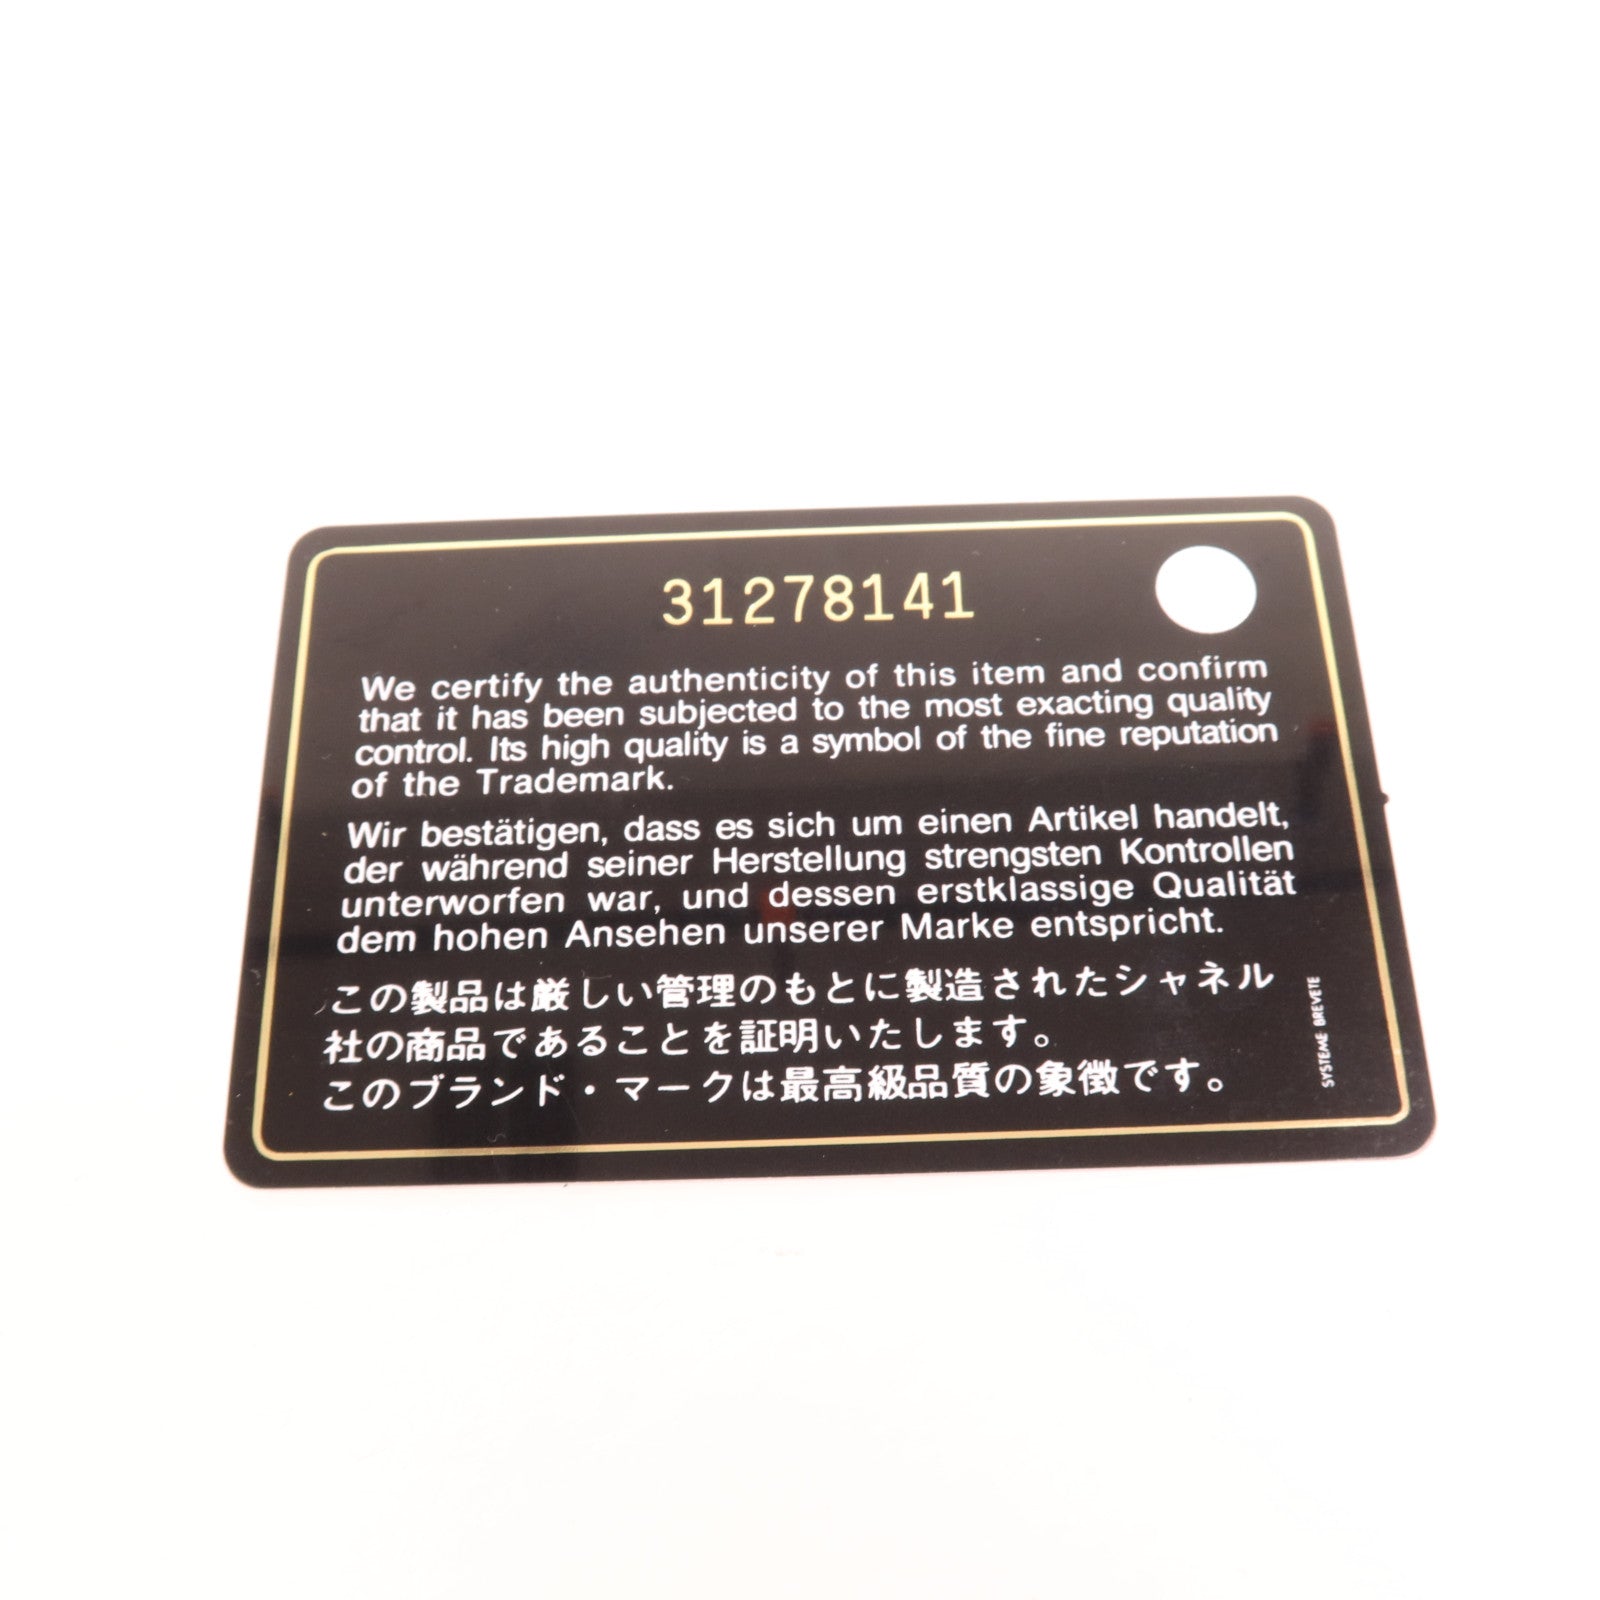 31278141
We certify the authenticity of this item and confirm
that it has been subjected to the most exacting quality
control. Its high quality is a symbol of the fine reputation
of the Trademark.
Wir bestätigen, dass es sich um einen Artikel handelt,
der während seiner Herstellung strengsten Kontrollen
unterworfen war, und dessen erstklassige Qualität
dem hohen Ansehen unserer Marke entspricht.
この製品は厳しい管理のもとに製造されたシャネル
社の商品であることを証明いたします。
このブランド・マークは最高級品質の象徴です。
SYSTEME BREVETE